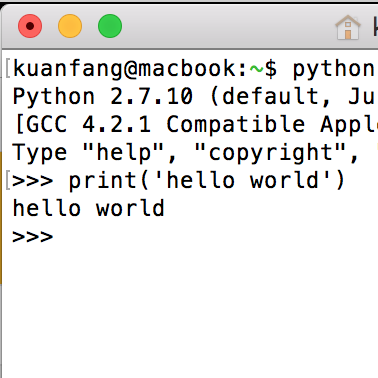 kuanfang@macbook:~$ python
Python 2.7.10 (default, Ju
[GCC 4.2.1 Compatible Appl
Type "help", "copyright",
>>> print('hello world')
hello world
>>>